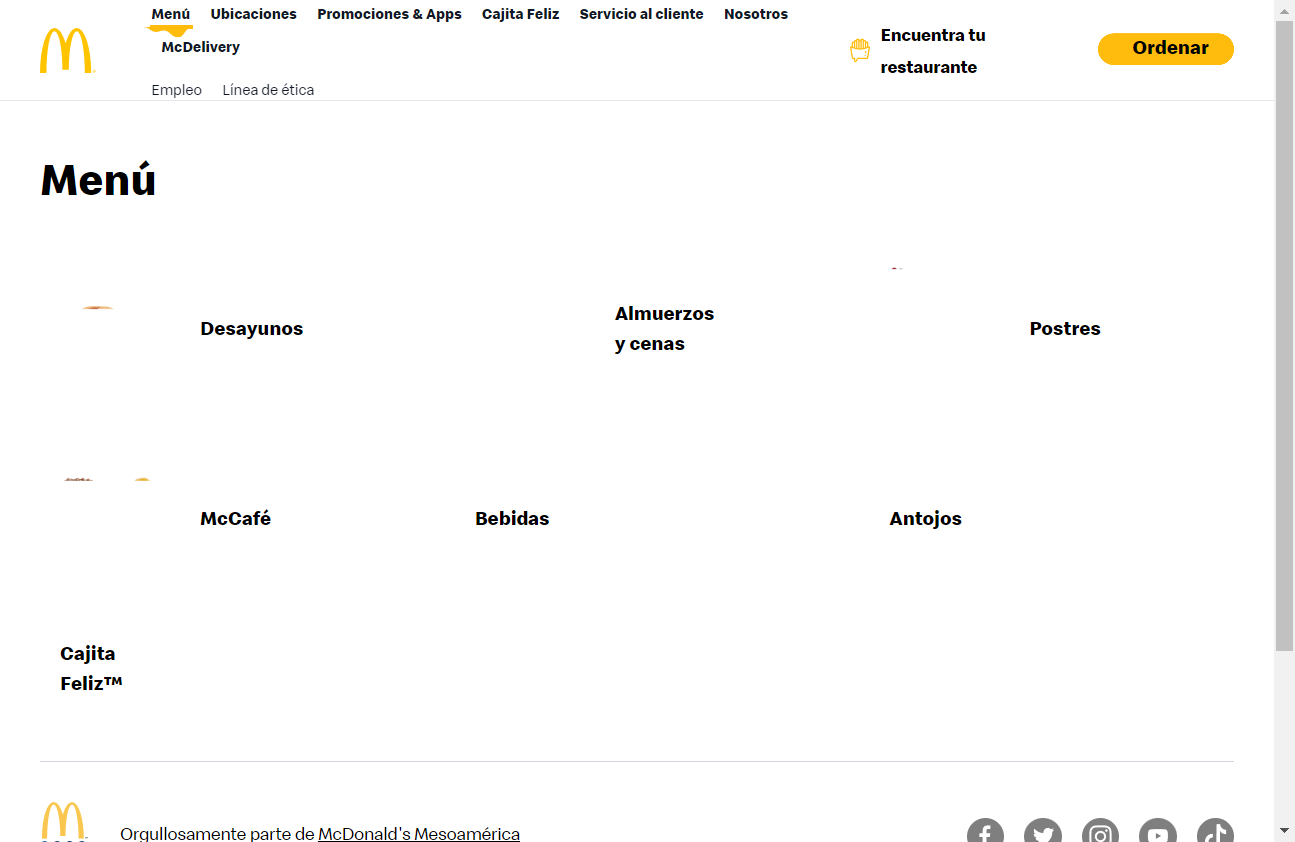 Menú Ubicaciones Promociones & Apps Cajita Feliz Servicio al cliente Nosotros
McDelivery
Empleo Línea de ética
Encuentra tu
restaurante
Ordenar
Menú
Desayunos
Almuerzos
y cenas
Postres
McCafé
Bebidas
Antojos
Cajita
Feliz™
Orgullosamente parte de McDonald's Mesoamérica